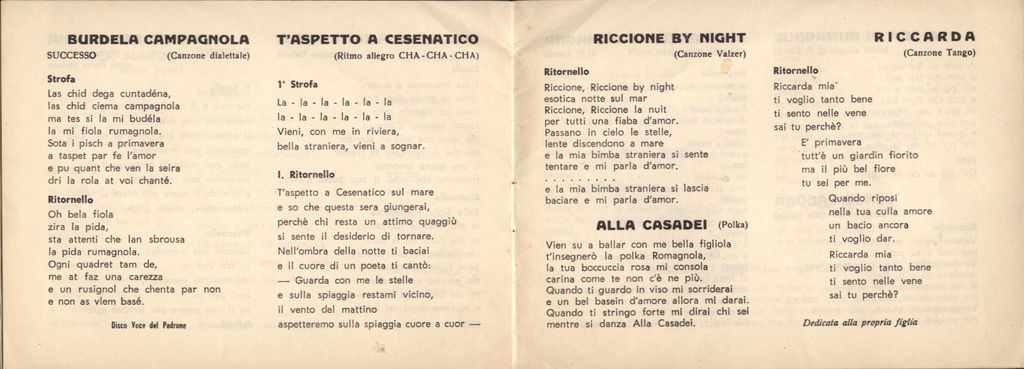 BURDELA CAMPAGNOLA
SUCCESSO (Canzone dialettale)
Strofa
Las chid dega cuntadéna,
las chid ciema campagnola
ma tes si la mi budéla
la mi fiola rumagnola.
Sota i pisch a primavera
a taspet par fe l'amor
e pu quant che ven la seira
dri la rola at voi chanté.
Ritornello
Oh bela fiola
zira la pida,
sta attenti che lan sbrousa
la pida rumagnola.
Ogni quadret tam de,
me at faz una carezza
e un rusignol che chenta par non
e non as vlem basé.
Disco Voce del Padrone
T'ASPETTO A CESENATICO
(Ritmo allegro CHA - CHA - CHA)
1ª Strofa
La - la - la - la - la - la
la - la - la - la - la - la
Vieni, con me in riviera,
bella straniera, vieni a sognar.
I. Ritornello
T'aspetto a Cesenatico sul mare
e so che questa sera giungerai,
perchè chi resta un attimo quaggiù
si sente il desiderio di tornare.
Nell'ombra della notte ti baciai
e il cuore di un poeta ti cantò:
— Guarda con me le stelle
e sulla spiaggia restami vicino,
il vento del mattino
aspetteremo sulla spiaggia cuore a cuor —
RICCIONE BY NIGHT
(Canzone Valzer)
Ritornello
Riccione, Riccione by night
esotica notte sul mar
Riccione, Riccione la nuit
per tutti una fiaba d'amor.
Passano in cielo le stelle,
lente discendono a mare
e la mia bimba straniera si sente
tentare e mi parla d'amor.
. . . . . . . . .
e la mia bimba straniera si lascia
baciare e mi parla d'amor.
ALLA CASADEI (Polka)
Vien su a ballar con me bella figliola
t'insegnerò la polka Romagnola,
la tua boccuccia rosa mi consola
carina come te non c'è ne più.
Quando ti guardo in viso mi sorriderai
e un bel basein d'amore allora mi darai.
Quando ti stringo forte mi dirai chi sei
mentre si danza Alla Casadei.
RICCARDA
(Canzone Tango)
Ritornello
Riccarda mia
ti voglio tanto bene
ti sento nelle vene
sai tu perchè?
E' primavera
tutt'è un giardin fiorito
ma il più bel fiore
tu sei per me.
Quando riposi
nella tua culla amore
un bacio ancora
ti voglio dar.
Riccarda mia
ti voglio tanto bene
ti sento nelle vene
sai tu perchè?
Dedicata alla propria figlia